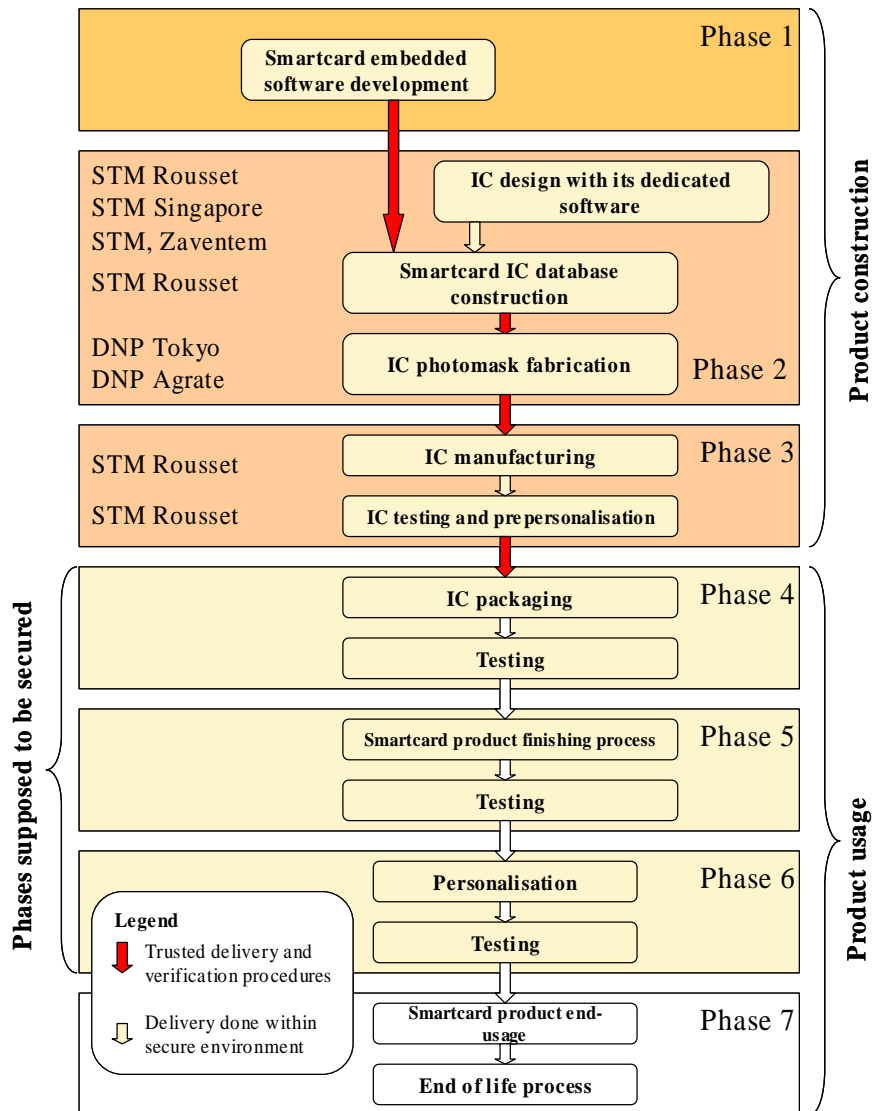 Phase 1
Smartcard embedded
software development
STM Rousset
STM Singapore
STM, Zaventem
STM Rousset
IC design with its dedicated
software
Smartcard IC database
construction
DNP Tokyo
DNP Agrate
IC photomask fabrication
Phase 2
Product construction
Phase 3
STM Rousset
IC manufacturing
STM Rousset
IC testing and prepersonalisation
Phase 4
IC packaging
Testing
Phases supposed to be secured
Phase 5
Smartcard product finishing process
Testing
Product usage
Phase 6
Personalisation
Testing
Legend
Trusted delivery and
verification procedures
Delivery done within
secure environment
Phase 7
Smartcard product end-
usage
End of life process